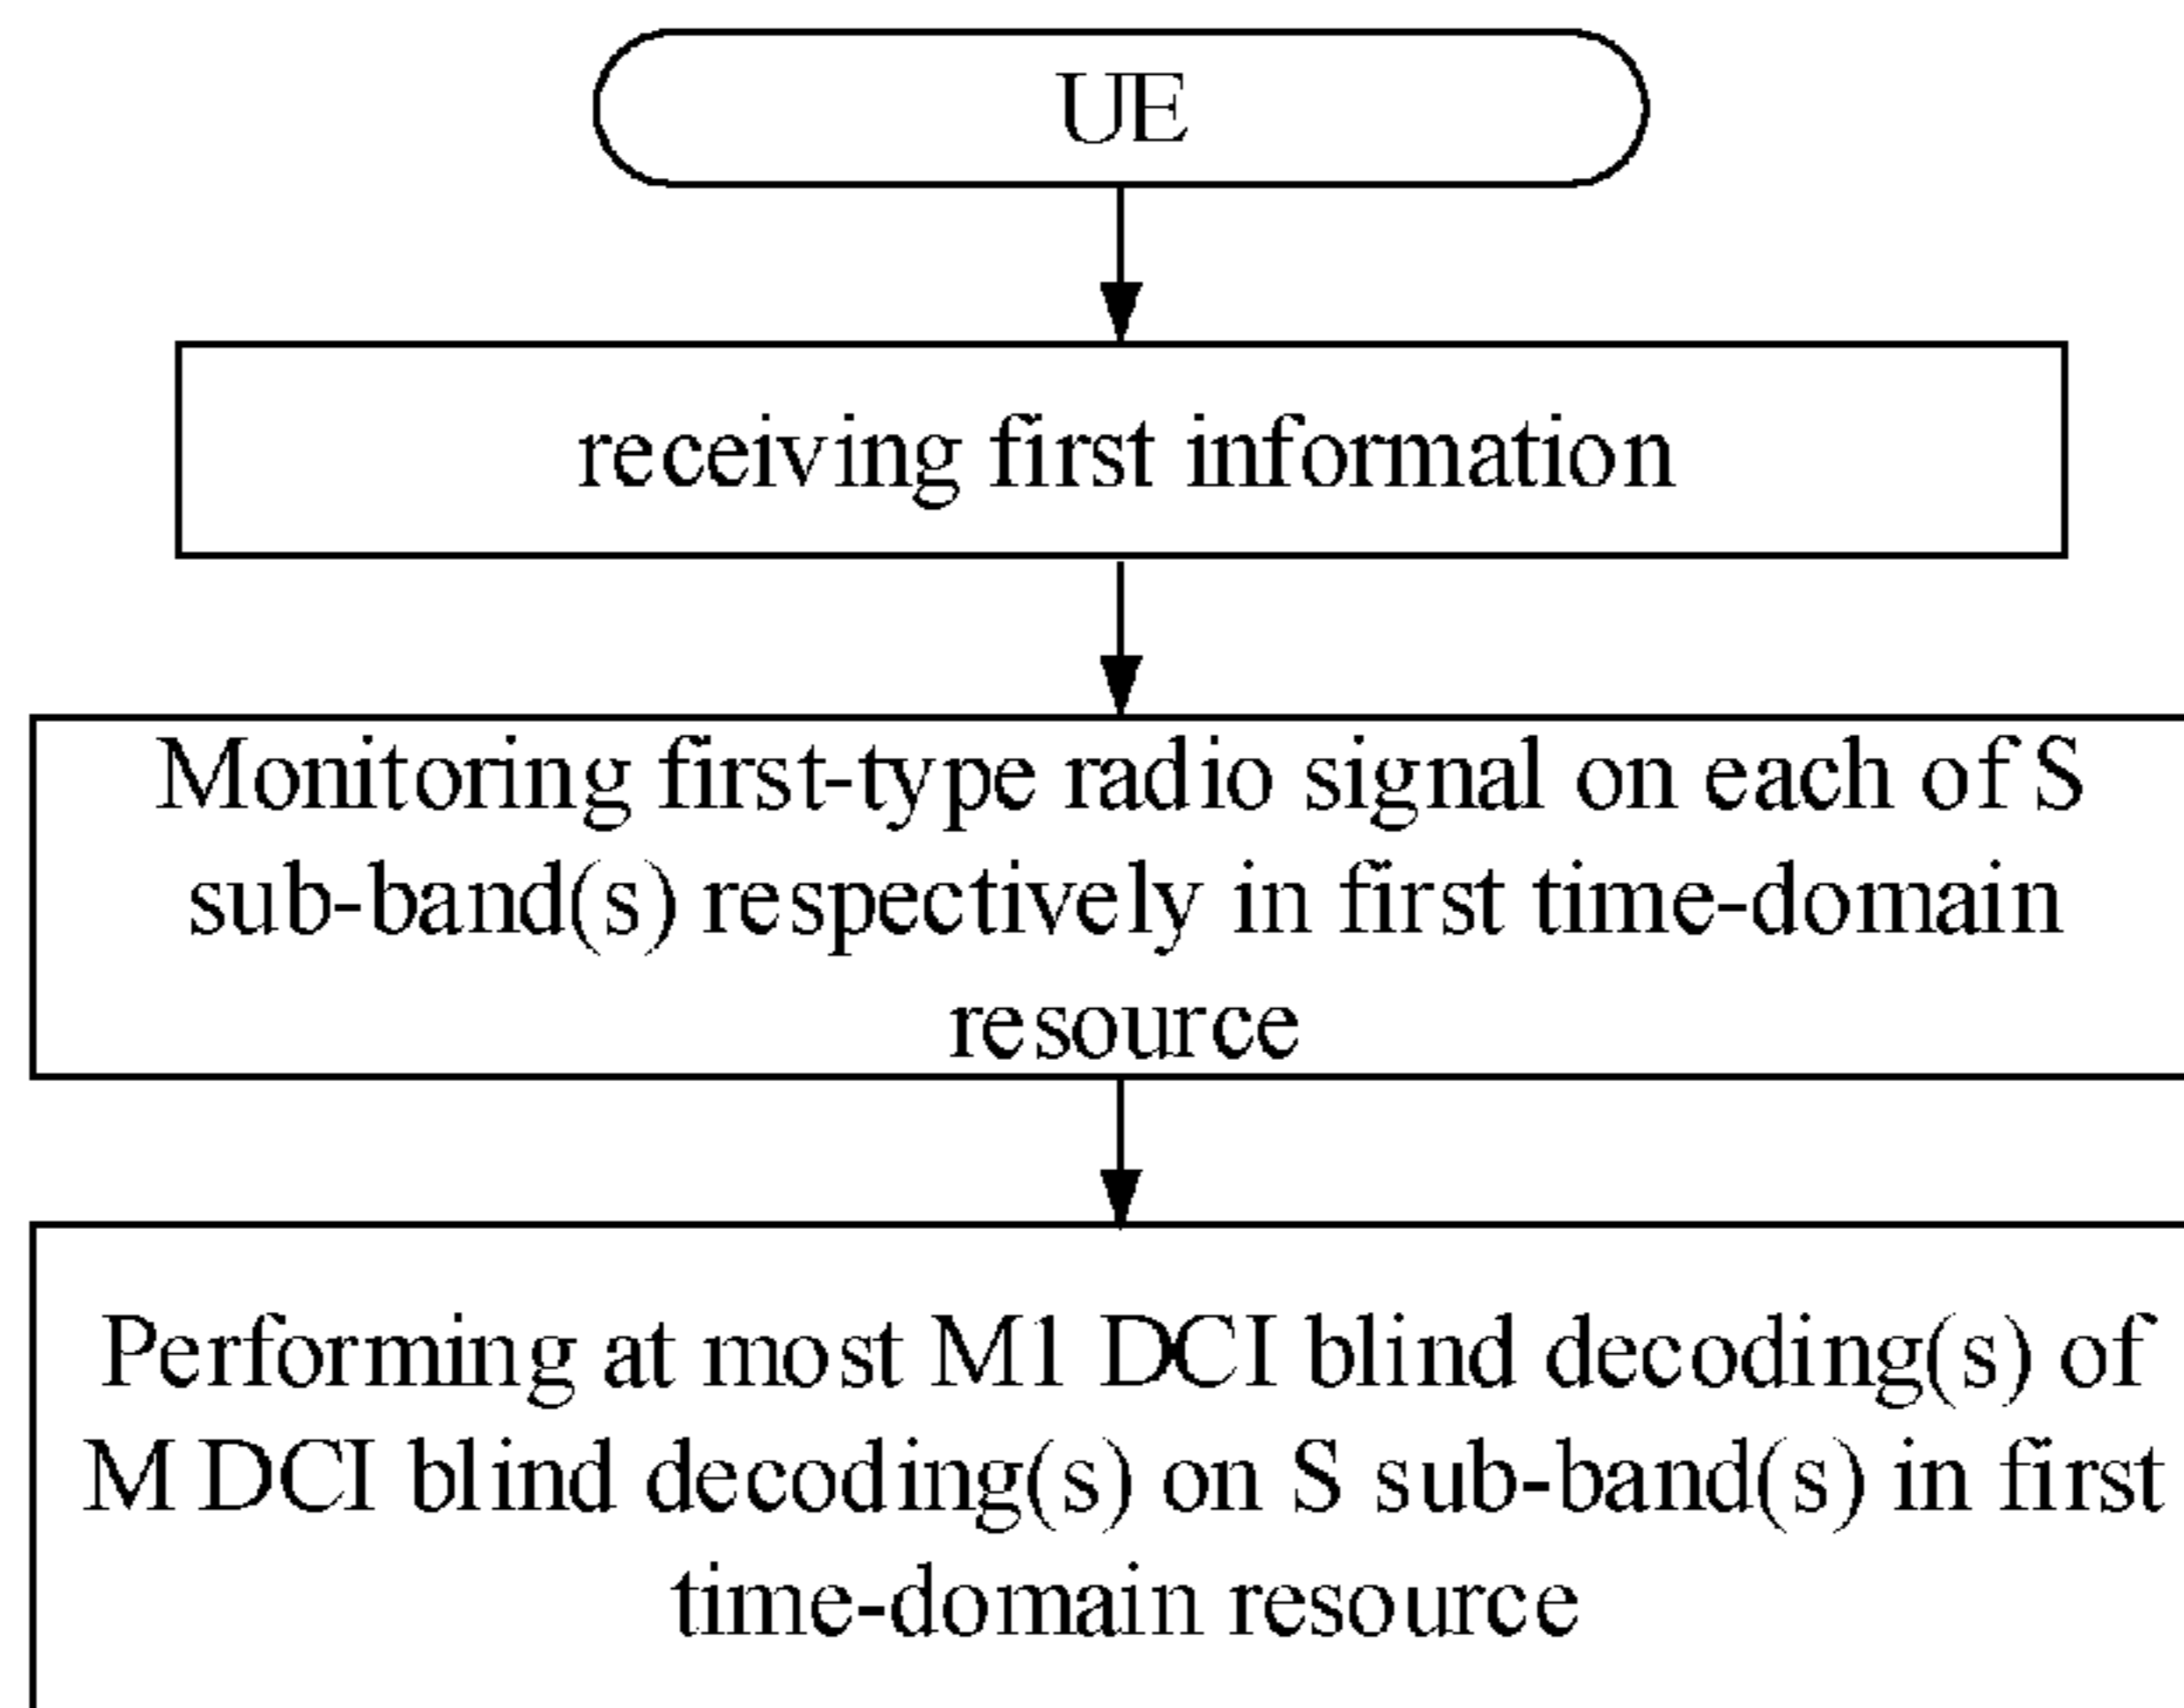 UE
receiving first information
Monitoring first-type radio signal on each of S
sub-band(s) respectively in first time-domain
resource
Performing at most M1 DCI blind decoding(s) of
M DCI blind decoding(s) on S sub-band(s) in first
time-domain resource